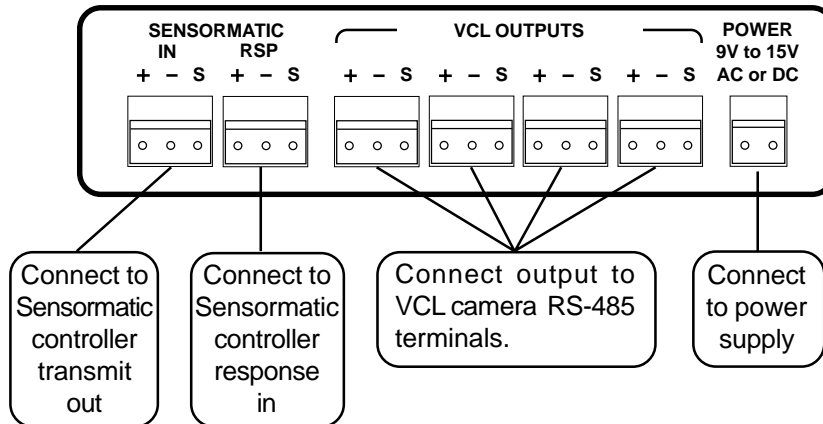 SENSORMATIC
IN RSP
VCL OUTPUTS
POWER
9V to 15V
AC or DC
+ – S + – S + – S + – S + – S + – S
Connect to
Sensormatic
controller
transmit
out
Connect to
Sensormatic
controller
response
in
Connect output to
VCL camera RS-485
terminals.
Connect
to power
supply